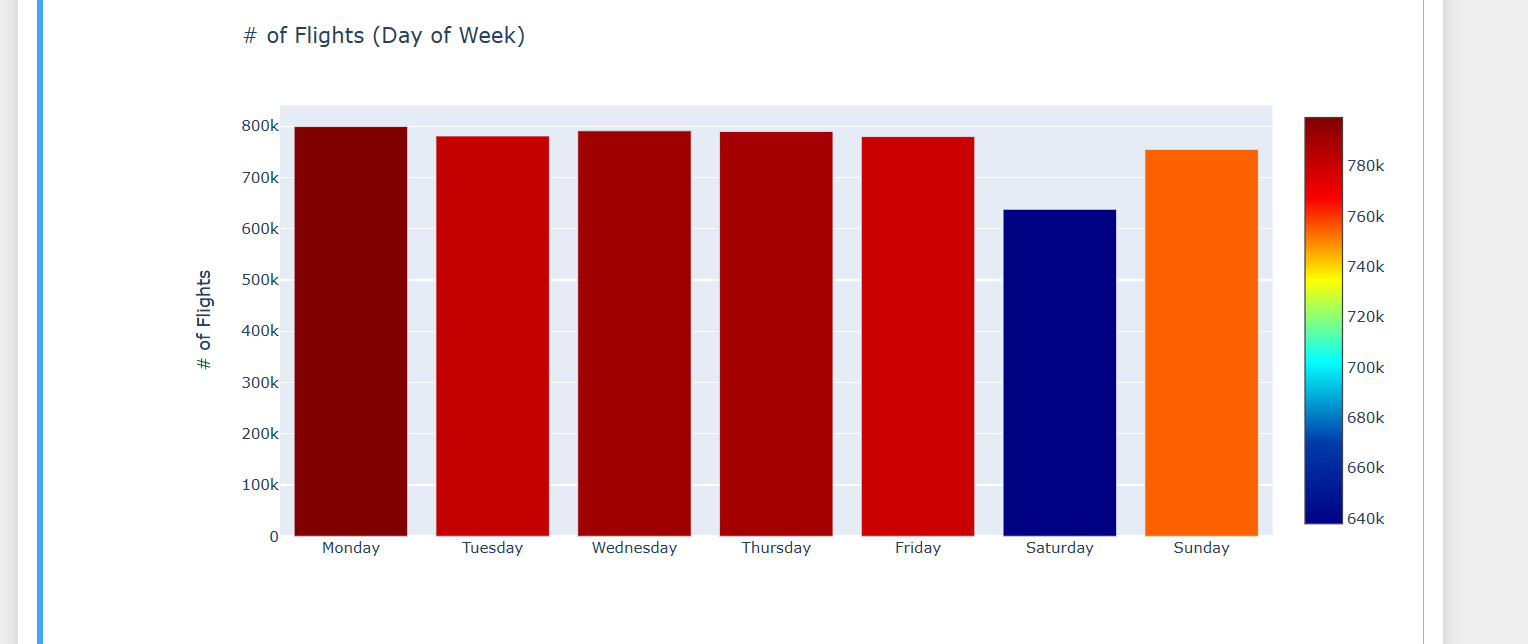 # of Flights (Day of Week)
800k
700k
600k
500k
400k
300k
200k
100k
0
# of Flights
Monday Tuesday Wednesday Thursday Friday Saturday Sunday
780k
760k
740k
720k
700k
680k
660k
640k